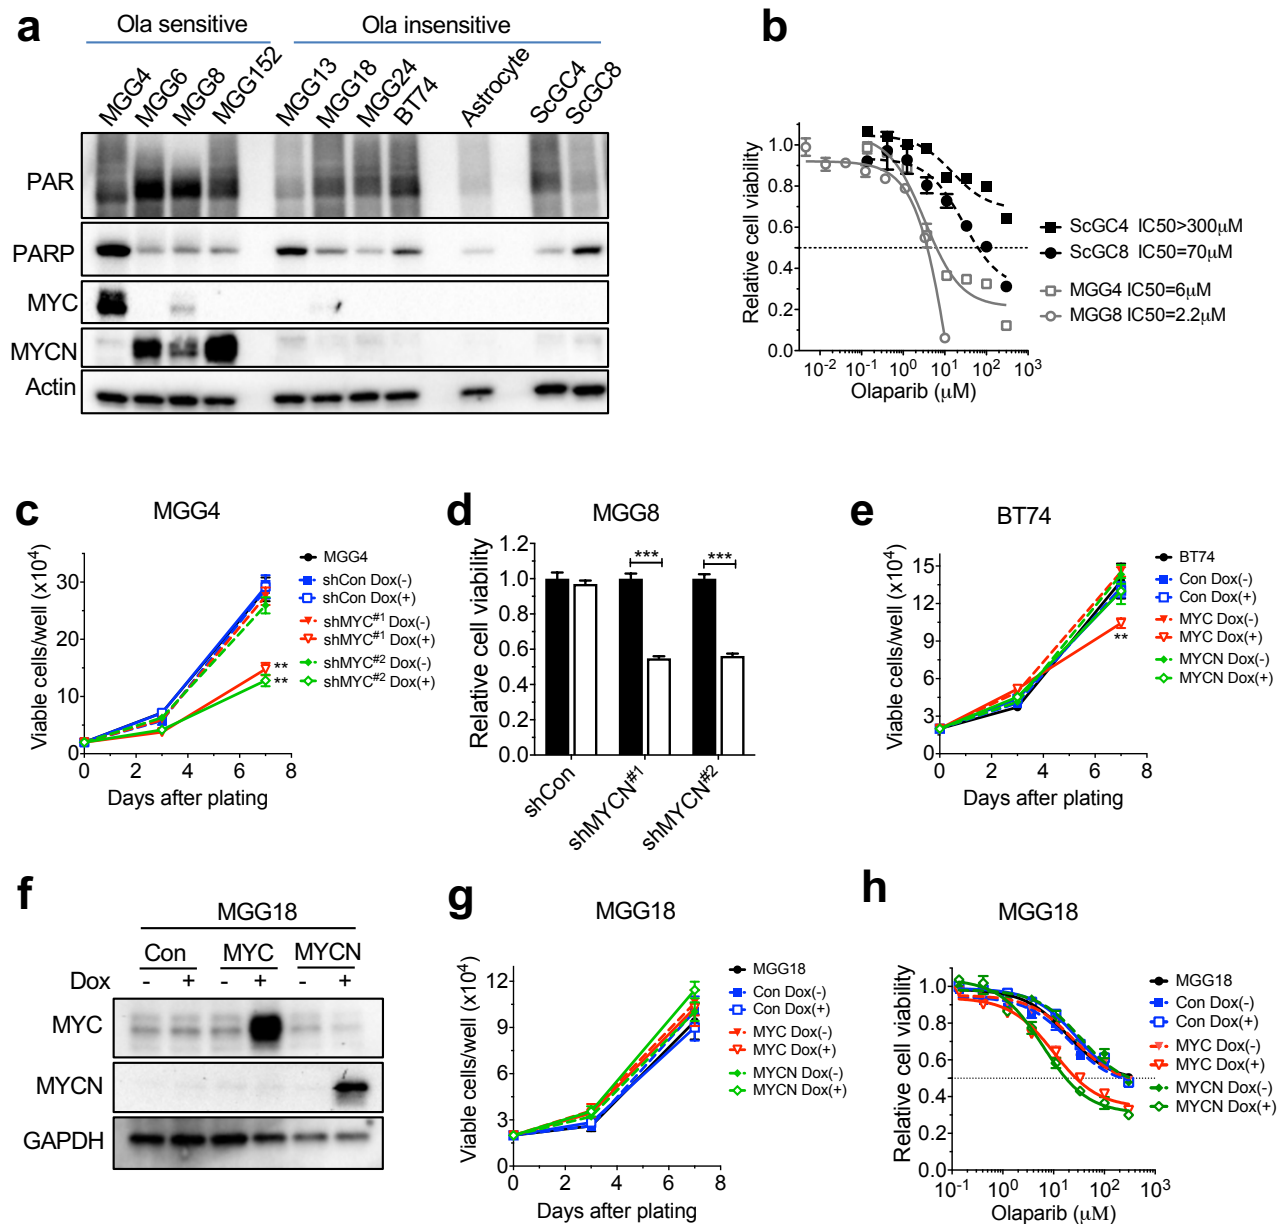 a
Ola sensitive
Ola insensitive
MGG4
MGG6
MGG8
MGG152
MGG13
MGG18
MGG24
BT74
Astrocyte
ScGC4
ScGC8
PAR
PARP
MYC
MYCN
Actin
b
Relative cell viability
1.0
0.8
0.6
0.4
0.2
0.0
10-2 10-1 100 101 102 103
Olaparib (μM)
ScGC4 IC50>300μM
ScGC8 IC50=70μM
MGG4 IC50=6μM
MGG8 IC50=2.2μM
c
MGG4
Viable cells/well (x104)
30
20
10
0
0 2 4 6 8
Days after plating
MGG4
shCon Dox(-)
shCon Dox(+)
shMYC#1 Dox(-)
shMYC#1 Dox(+)
shMYC#2 Dox(-)
shMYC#2 Dox(+)
**
**
d
MGG8
Relative cell viability
1.2
1.0
0.8
0.6
0.4
0.2
0.0
***
***
shCon
shMYCN#1
shMYCN#2
e
BT74
Viable cells/well (x104)
15
12
9
6
3
0
0 2 4 6 8
Days after plating
BT74
Con Dox(-)
Con Dox(+)
MYC Dox(-)
MYC Dox(+)
MYCN Dox(-)
MYCN Dox(+)
**
f
MGG18
Con MYC MYCN
Dox - + - + - +
MYC
MYCN
GAPDH
g
MGG18
Viable cells/well (x104)
12
9
6
3
0
0 2 4 6 8
Days after plating
MGG18
Con Dox(-)
Con Dox(+)
MYC Dox(-)
MYC Dox(+)
MYCN Dox(-)
MYCN Dox(+)
h
MGG18
Relative cell viability
1.0
0.8
0.6
0.4
0.2
0.0
10-1 100 101 102 103
Olaparib (μM)
MGG18
Con Dox(-)
Con Dox(+)
MYC Dox(-)
MYC Dox(+)
MYCN Dox(-)
MYCN Dox(+)